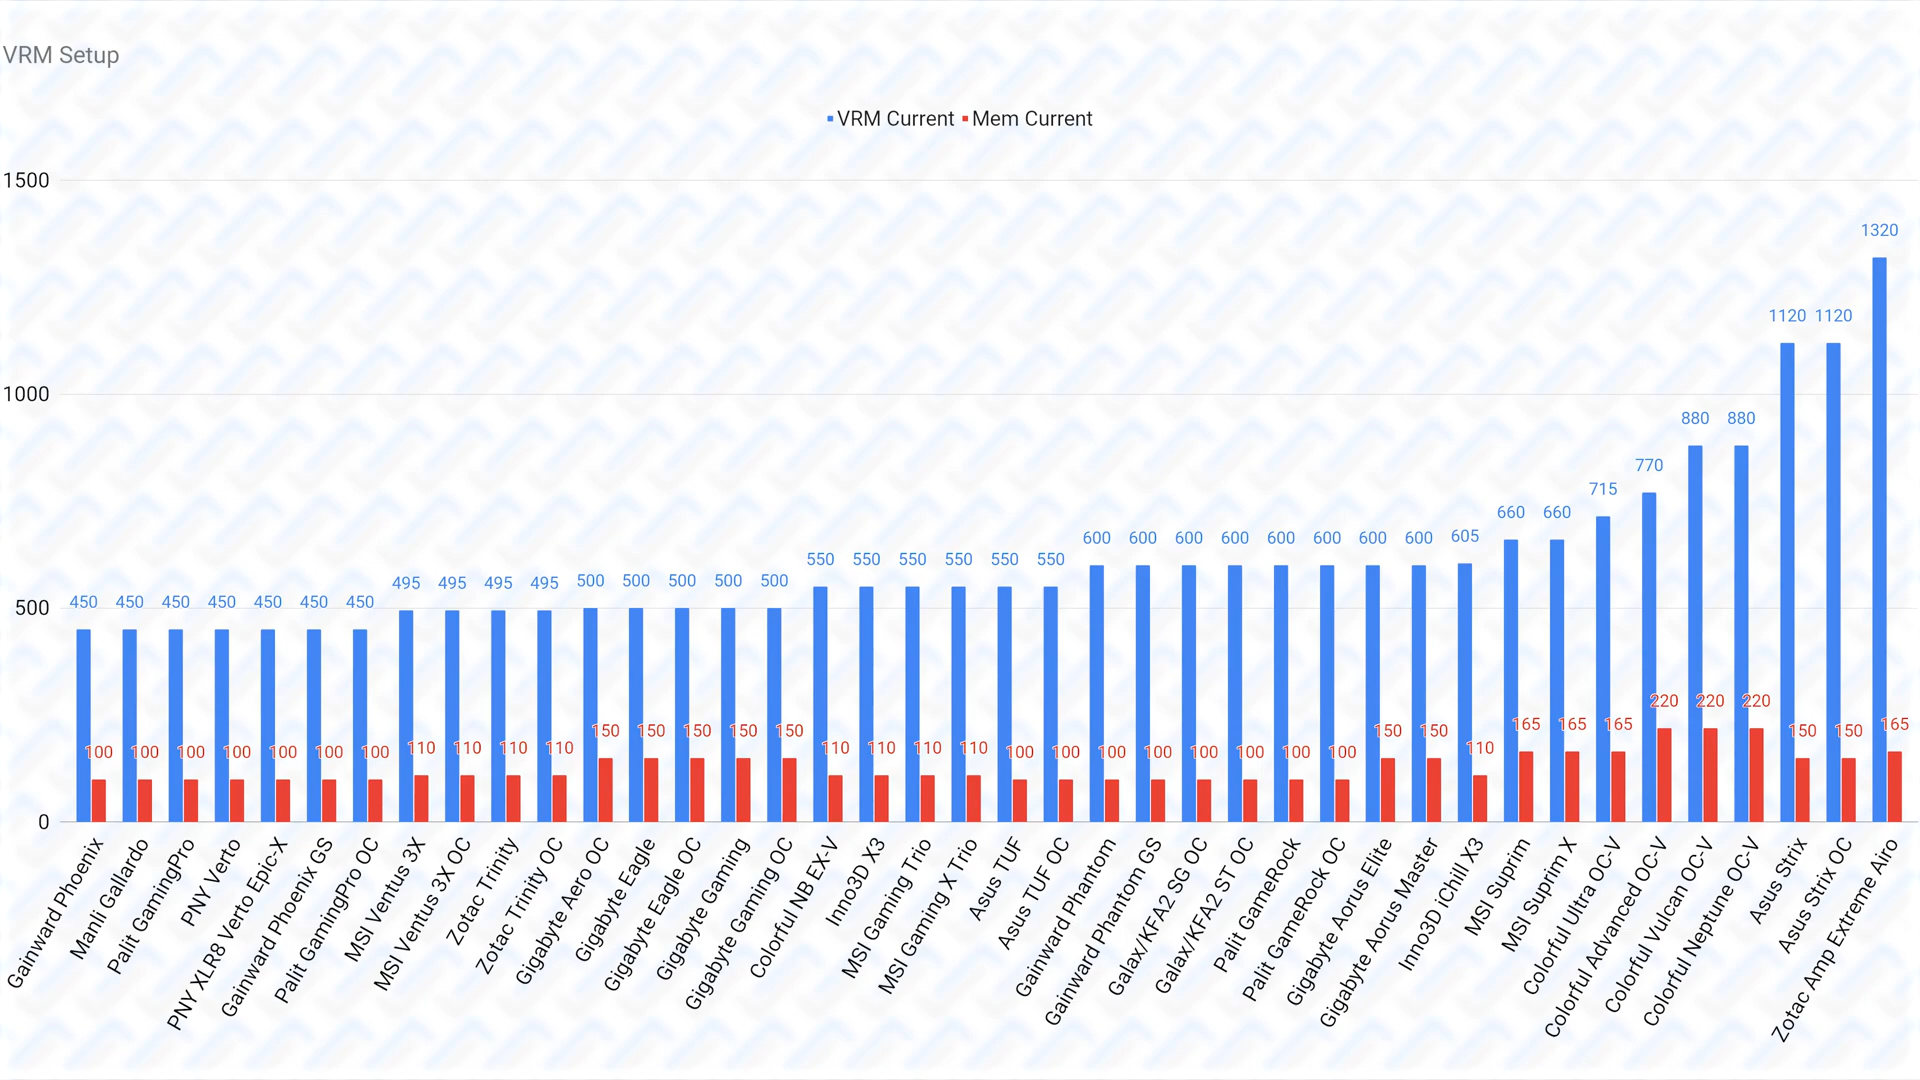 VRM Setup
VRM Current Mem Current
1500
1000
500
0
1320
1120 1120
880 880
770
715
660 660
600 600 600 600 600 600 600 600 605
550 550 550 550 550 550
495 495 495 495 500 500 500 500 500
450 450 450 450 450 450 450
220 220 220
165 165 165 165
150 150 150 150 150 150 150 150 150
110 110 110 110 110 110 110 110 110
100 100 100 100 100 100 100 100 100 100 100 100 100 100 100
Gainward Phoenix
Manli Gallardo
Palit GamingPro
PNY Verto
PNY XLR8 Verto Epic-X
Gainward Phoenix GS
Palit GamingPro OC
MSI Ventus 3X
MSI Ventus 3X OC
Zotac Trinity
Zotac Trinity OC
Gigabyte Aero OC
Gigabyte Eagle
Gigabyte Eagle OC
Gigabyte Gaming
Gigabyte Gaming OC
Colorful NB EX-V
Inno3D X3
MSI Gaming Trio
MSI Gaming X Trio
Asus TUF
Asus TUF OC
Gainward Phantom
Gainward Phantom GS
Galax/KFA2 SG OC
Galax/KFA2 ST OC
Palit GameRock
Palit GameRock OC
Gigabyte Aorus Elite
Gigabyte Aorus Master
Inno3D iChill X3
MSI Suprim
MSI Suprim X
Colorful Ultra OC-V
Colorful Advanced OC-V
Colorful Vulcan OC-V
Colorful Neptune OC-V
Asus Strix
Asus Strix OC
Zotac Amp Extreme Airo